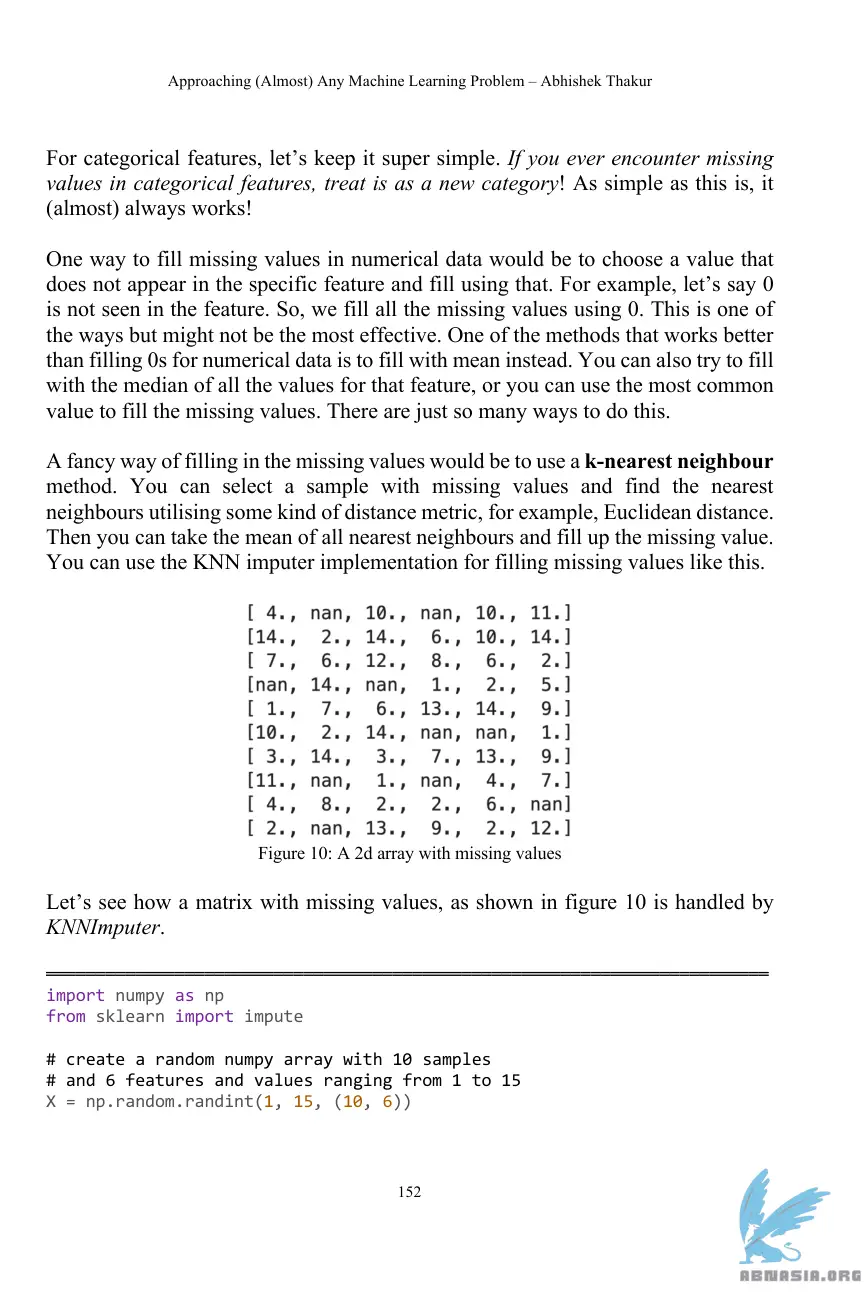 Approaching (Almost) Any Machine Learning Problem – Abhishek Thakur
For categorical features, let’s keep it super simple. If you ever encounter missing
values in categorical features, treat is as a new category! As simple as this is, it
(almost) always works!
One way to fill missing values in numerical data would be to choose a value that
does not appear in the specific feature and fill using that. For example, let’s say 0
is not seen in the feature. So, we fill all the missing values using 0. This is one of
the ways but might not be the most effective. One of the methods that works better
than filling 0s for numerical data is to fill with mean instead. You can also try to fill
with the median of all the values for that feature, or you can use the most common
value to fill the missing values. There are just so many ways to do this.
A fancy way of filling in the missing values would be to use a k-nearest neighbour
method. You can select a sample with missing values and find the nearest
neighbours utilising some kind of distance metric, for example, Euclidean distance.
Then you can take the mean of all nearest neighbours and fill up the missing value.
You can use the KNN imputer implementation for filling missing values like this.
[ 4., nan, 10., nan, 10., 11.]
[14., 2., 14., 6., 10., 14.]
[ 7., 6., 12., 8., 6., 2.]
[nan, 14., nan, 1., 2., 5.]
[ 1., 7., 6., 13., 14., 9.]
[10., 2., 14., nan, nan, 1.]
[ 3., 14., 3., 7., 13., 9.]
[11., nan, 1., nan, 4., 7.]
[ 4., 8., 2., 2., 6., nan]
[ 2., nan, 13., 9., 2., 12.]
Figure 10: A 2d array with missing values
Let’s see how a matrix with missing values, as shown in figure 10 is handled by
KNNImputer.
import numpy as np
from sklearn import impute
# create a random numpy array with 10 samples
# and 6 features and values ranging from 1 to 15
X = np.random.randint(1, 15, (10, 6))
152
ABNASIA.ORG